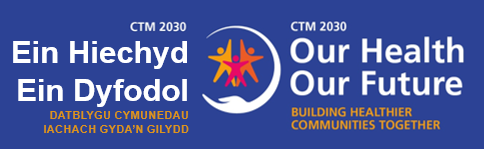 CTM 2030
Ein Hiechyd
Ein Dyfodol
DATBLYGU CYMUNEDAU
IACHACH GYDA'N GILYDD
CTM 2030
Our Health
Our Future
BUILDING HEALTHIER
COMMUNITIES TOGETHER